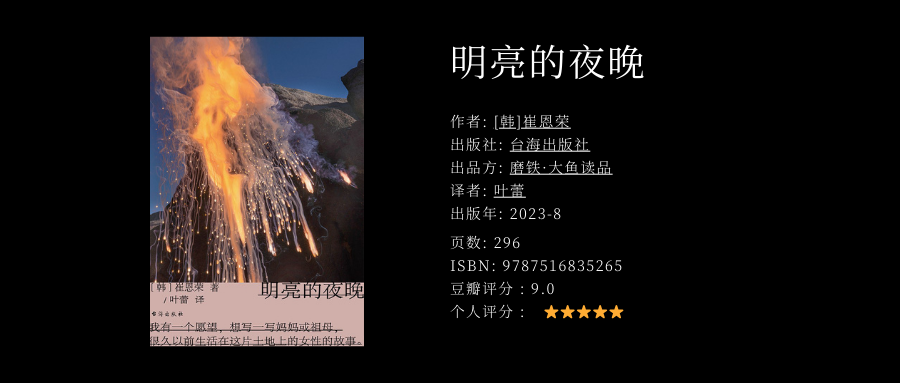 明亮的夜晚
作者: [韩]崔恩荣
出版社: 台海出版社
出品方: 磨铁·大鱼读品
译者: 叶蕾
出版年: 2023-8
页数: 296
ISBN: 9787516835265
豆瓣评分：9.0
个人评分：
[韩] 崔恩荣 著
/ 叶蕾 译
明亮的夜晚
台海出版社
我有一个愿望，想写一写妈妈或祖母，
很久以前生活在这片土地上的女性的故事。